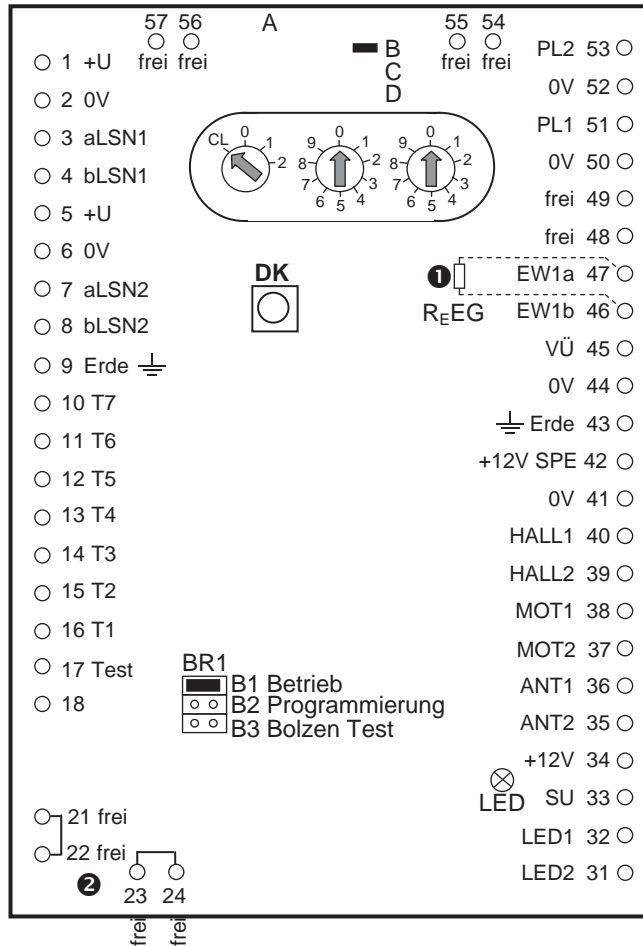 57 56
frei frei
A
B
C
D
55 54
frei frei
1 +U
2 0V
3 aLSN1
4 bLSN1
5 +U
6 0V
7 aLSN2
8 bLSN2
9 Erde
10 T7
11 T6
12 T5
13 T4
14 T3
15 T2
16 T1
17 Test
18
21 frei
22 frei
❷
23 24
frei frei
CL 0 1 2
0 1 2 3 4 5 6 7 8 9
0 1 2 3 4 5 6 7 8 9
DK
❶
REEG
BR1
B1 Betrieb
B2 Programmierung
B3 Bolzen Test
LED
PL2 53
0V 52
PL1 51
0V 50
frei 49
frei 48
EW1a 47
EW1b 46
VÜ 45
0V 44
Erde 43
+12V SPE 42
0V 41
HALL1 40
HALL2 39
MOT1 38
MOT2 37
ANT1 36
ANT2 35
+12V 34
SU 33
LED1 32
LED2 31